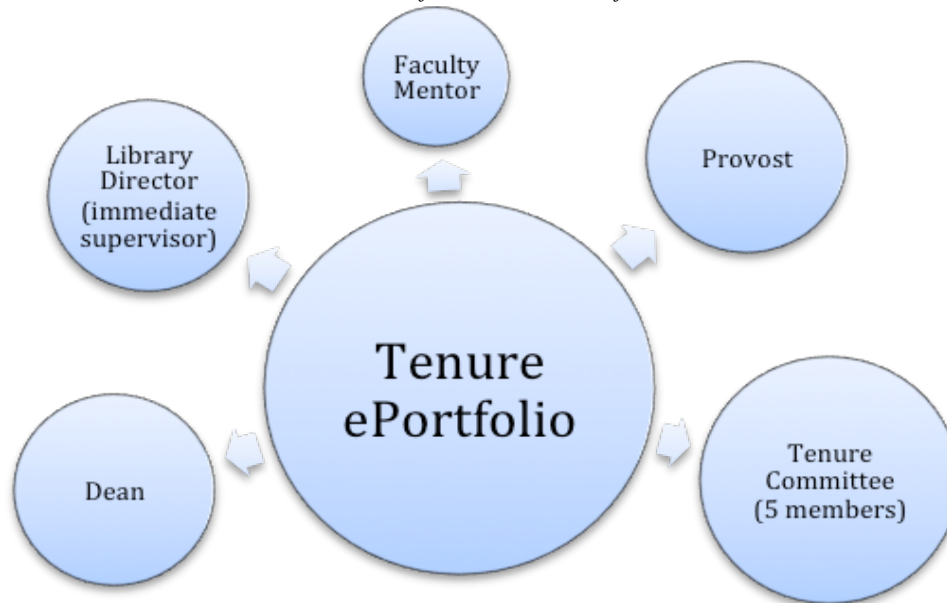 Faculty
Mentor
Provost
Library
Director
(immediate
supervisor)
Tenure
ePortfolio
Dean
Tenure
Committee
(5 members)